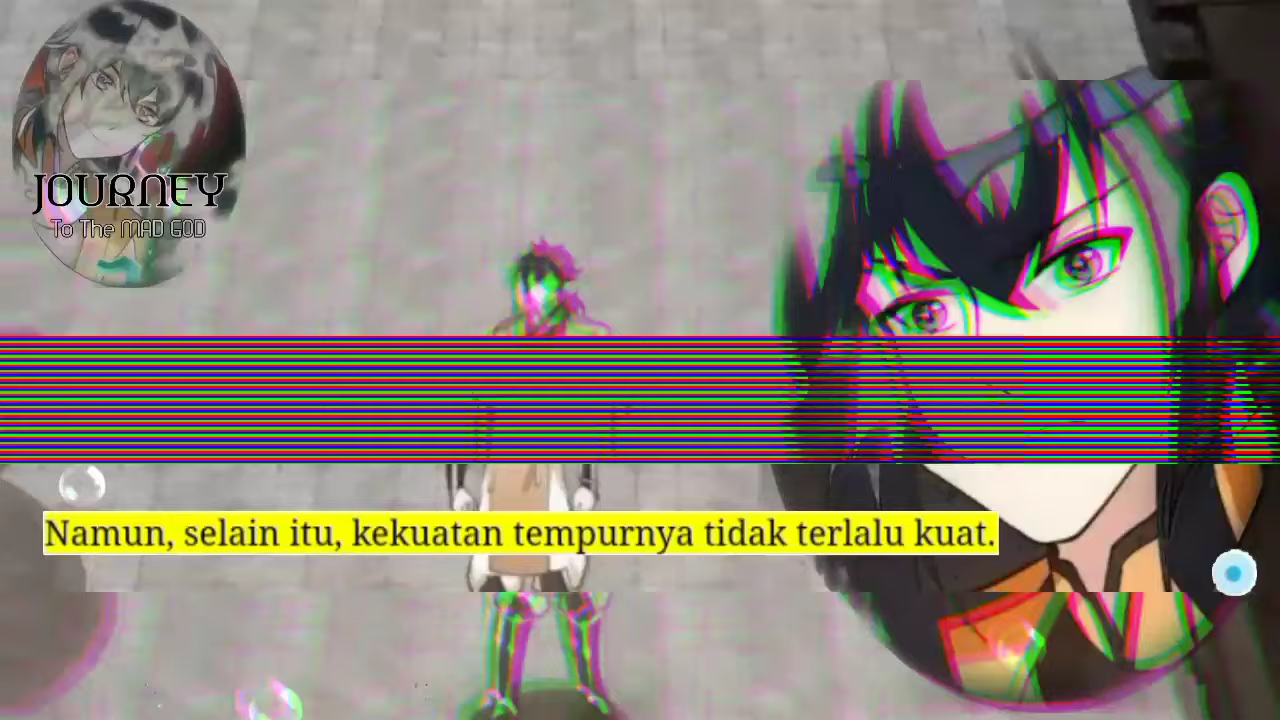 JOURNEY
To The MAD GOD
Namun, selain itu, kekuatan tempurnya tidak terlalu kuat.